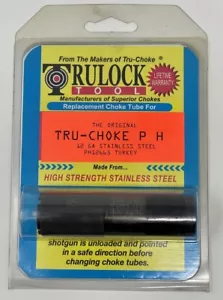 From The Makers of Tru-Choke
LIFETIME
WARRANTY
TRULOCK
TOOL
Manufacturers of Superior Chokes
Replacement Choke Tube For
THE ORIGINAL
TRU-CHOKE P H
12 GA STAINLESS STEEL
PH12665 TURKEY
Made From...
HIGH STRENGTH STAINLESS STEEL
shotgun is unloaded and pointed
in a safe direction before
changing choke tubes.